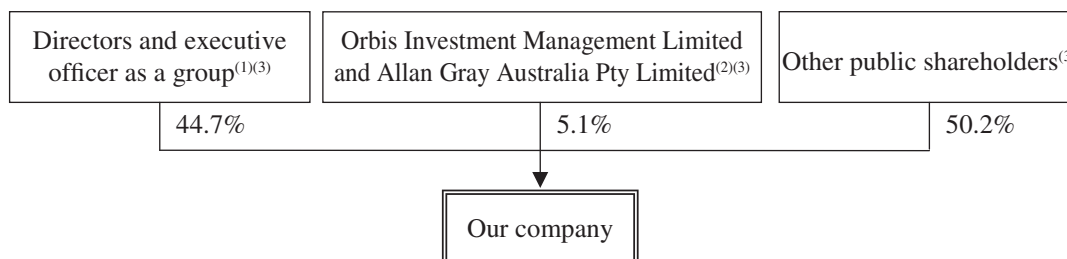 Directors and executive
officer as a group(1)(3)
Orbis Investment Management Limited
and Allan Gray Australia Pty Limited(2)(3)
Other public shareholders(3
44.7%
5.1%
50.2%
Our company